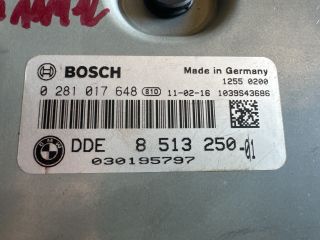 BOSCH
Made in Germany
1255 0200
0 281 017 648 81D 11-02-16 1039S43686
BMW
DDE 8 513 250-01
030195797